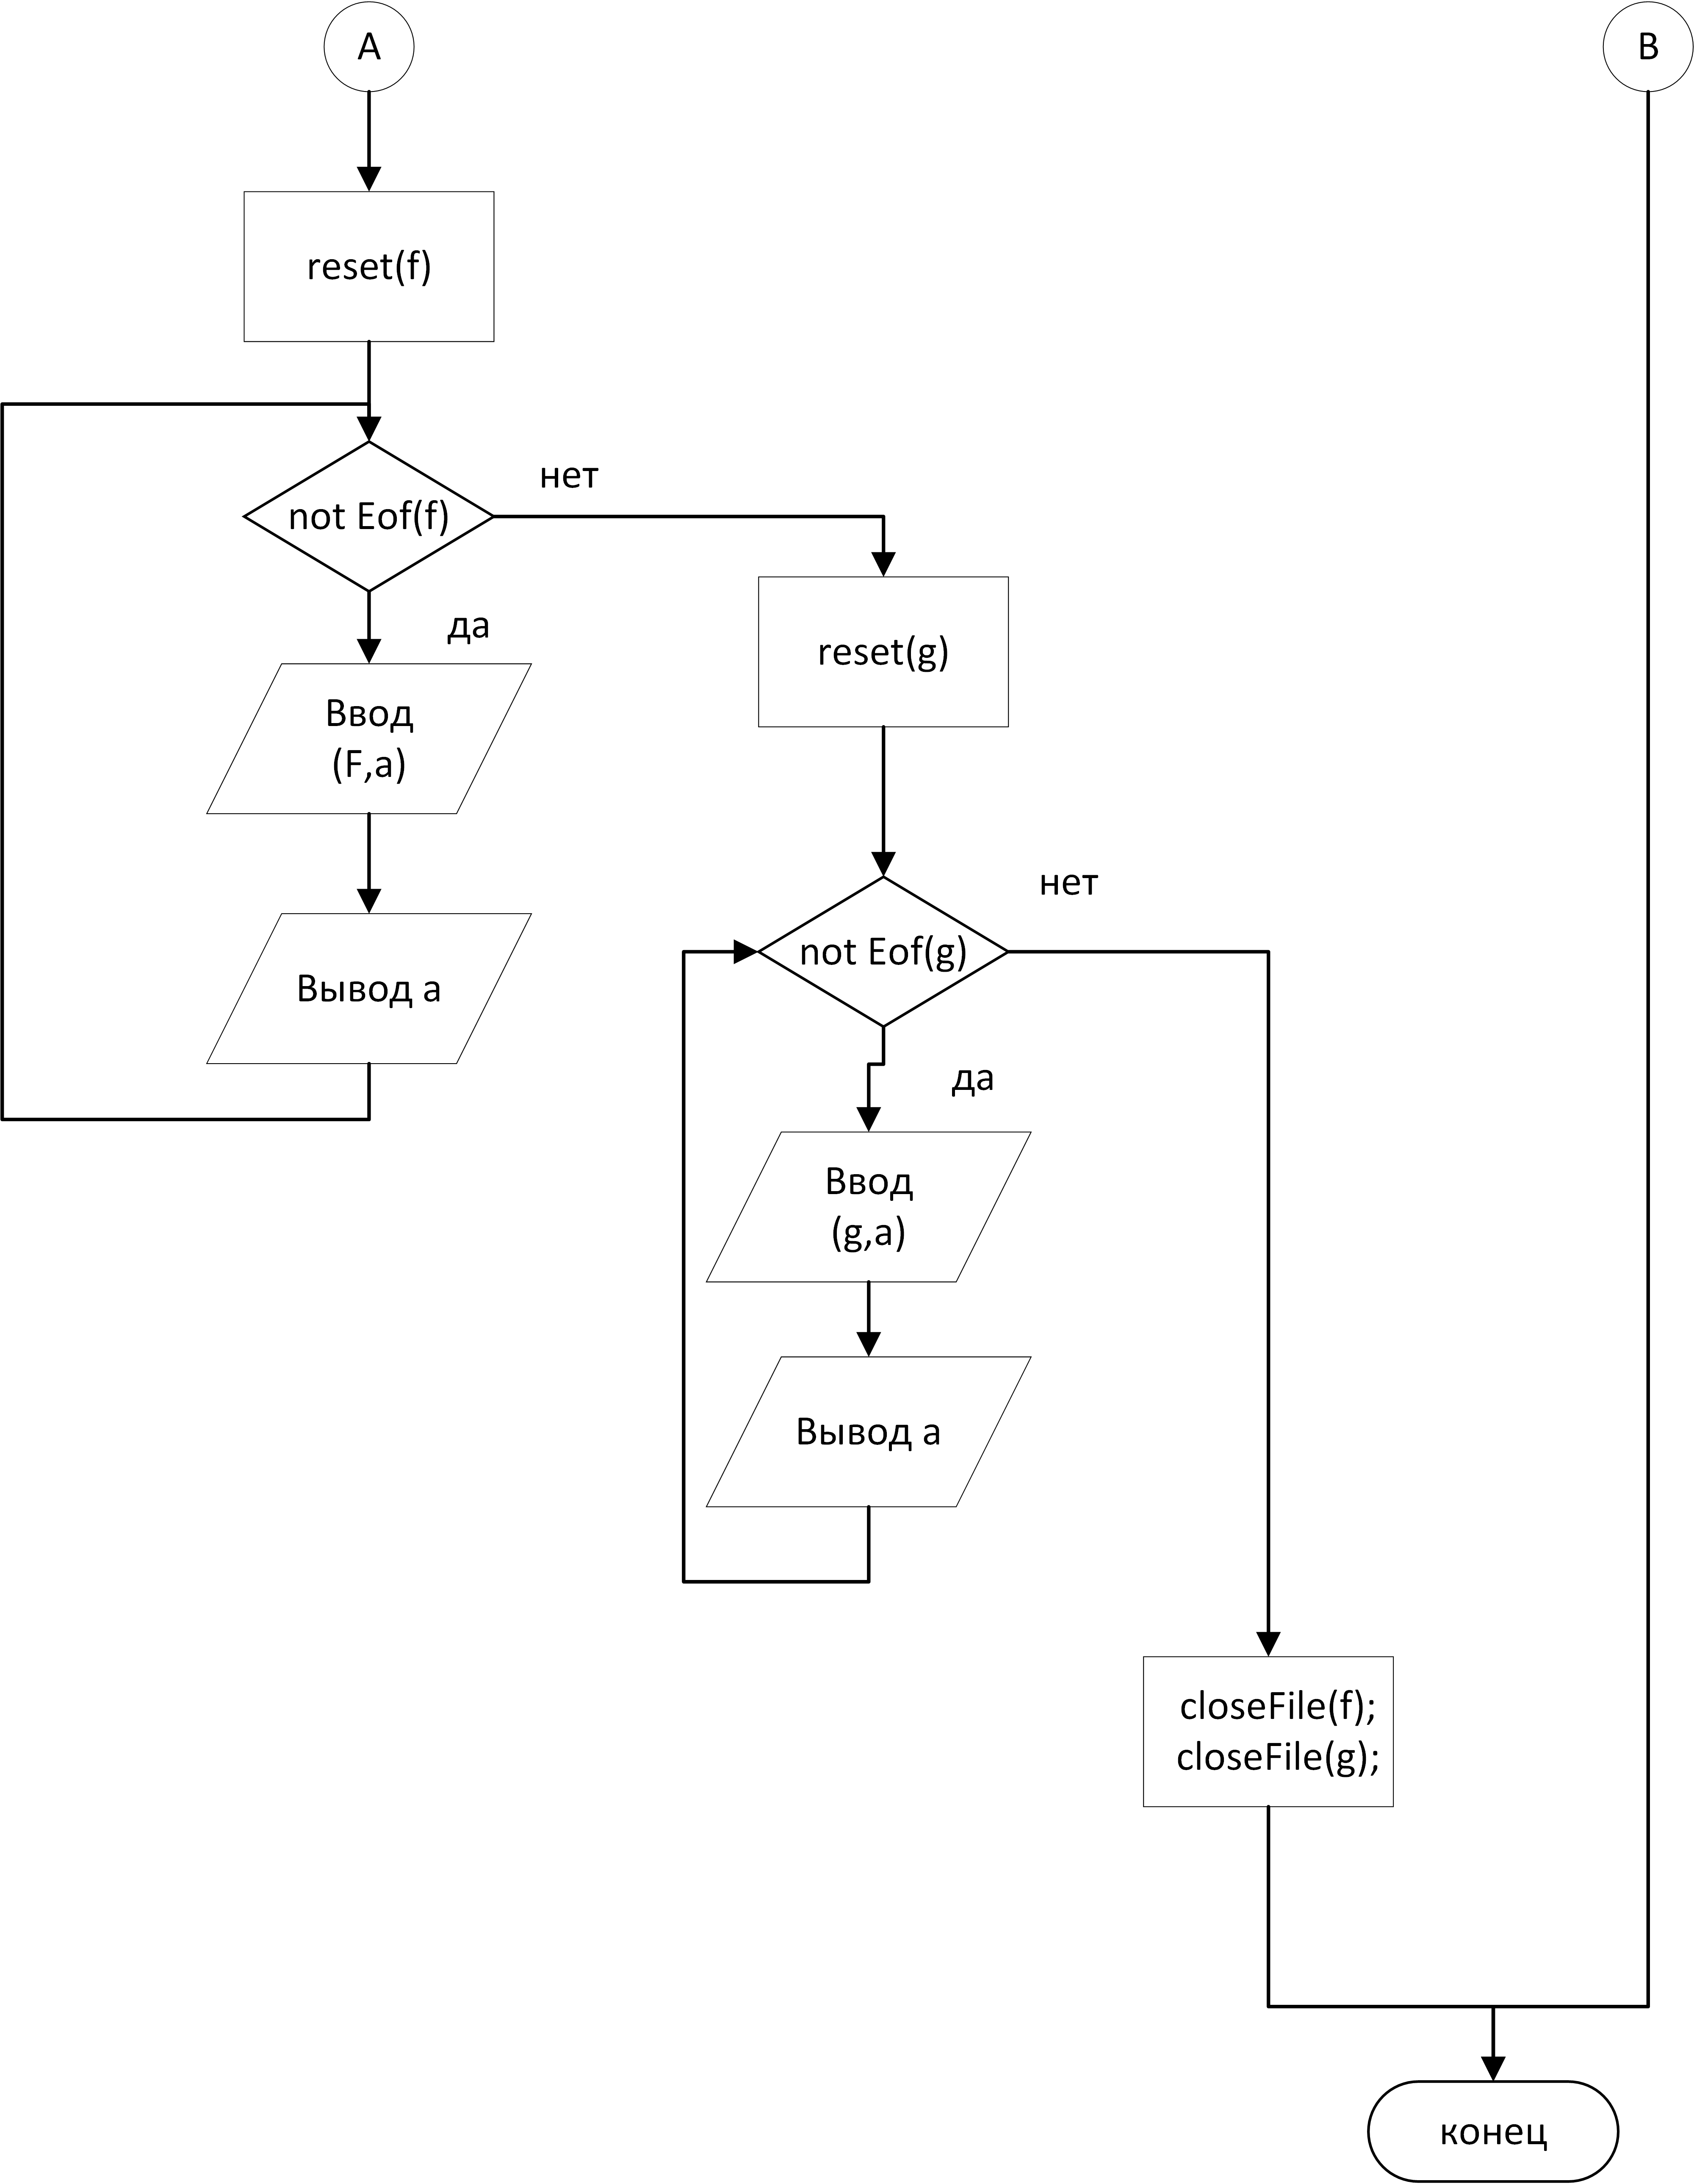 A
B
reset(f)
not Eof(f)
нет
да
Ввод
(F,a)
Вывод a
reset(g)
not Eof(g)
нет
да
Ввод
(g,a)
Вывод a
closeFile(f);
closeFile(g);
конец